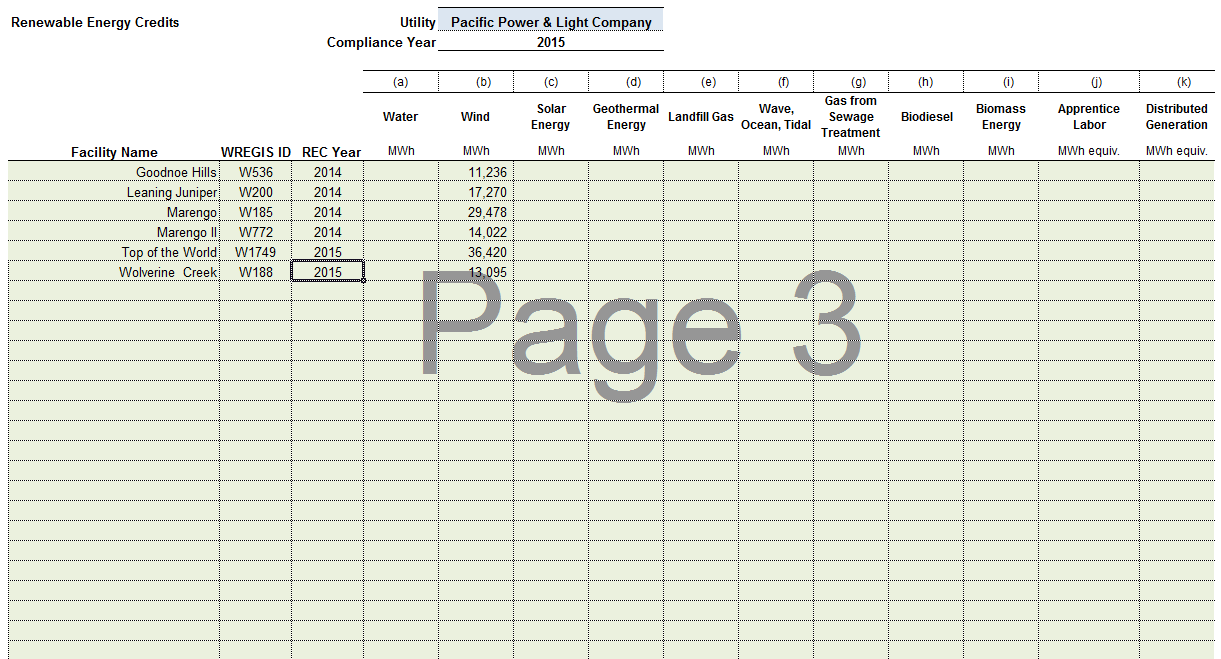 Renewable Energy Credits Utility Pacific Power & Light Company
Compliance Year 2015
(a) (b) (c) (d) (e) (f) (g) (h) (i) (j) (k)
Water Wind Solar Energy Geothermal Energy Landfill Gas Wave, Ocean, Tidal Gas from Sewage Treatment Biodiesel Biomass Energy Apprentice Labor Distributed Generation
Facility Name WREGIS ID REC Year MWh MWh MWh MWh MWh MWh MWh MWh MWh MWh equiv. MWh equiv.
Goodnoe Hills W536 2014 11,236
Leaning Juniper W200 2014 17,270
Marengo W185 2014 29,478
Marengo II W772 2014 14,022
Top of the World W1749 2015 36,420
Wolverine Creek W188 2015 13,095
Page 3